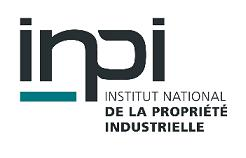 inpi
INSTITUT NATIONAL
DE LA PROPRIÉTÉ
INDUSTRIELLE